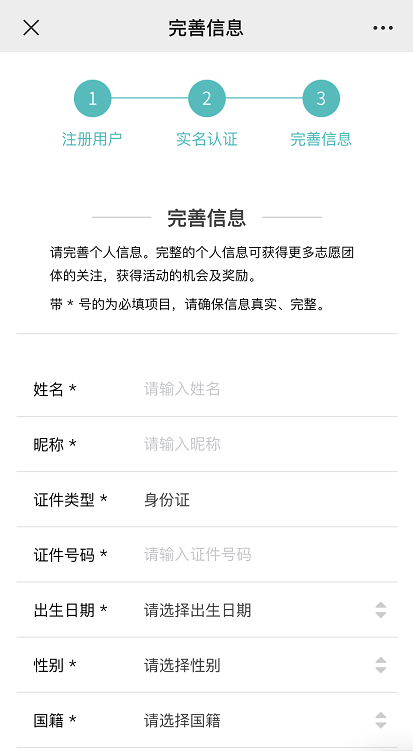 完善信息
1 2 3
注册用户 实名认证 完善信息
完善信息
请完善个人信息。完整的个人信息可获得更多志愿团
体的关注，获得活动的机会及奖励。
带 * 号的为必填项目，请确保信息真实、完整。
姓名 * 请输入姓名
昵称 * 请输入昵称
证件类型 * 身份证
证件号码 * 请输入证件号码
出生日期 * 请选择出生日期
性别 * 请选择性别
国籍 * 请选择国籍